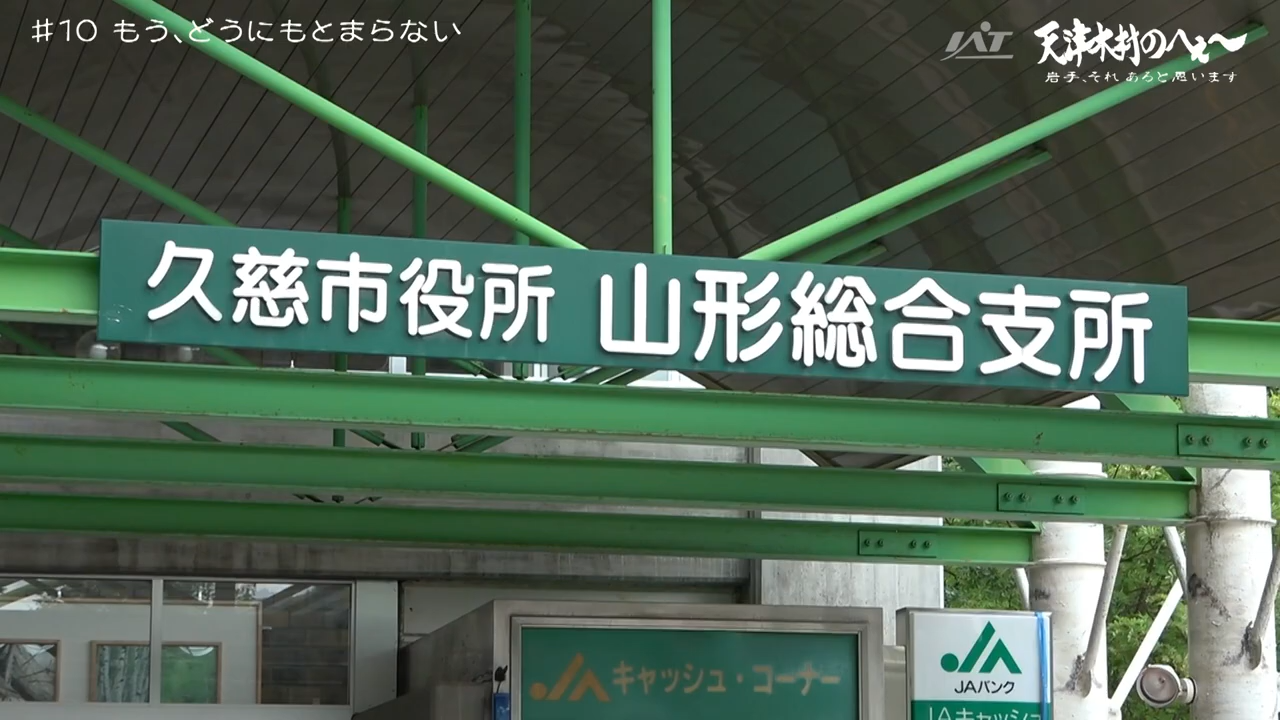 #10 もう、どうにもとまらない
IAT
天津木村のへぇ〜
岩手、それ あると思います
久慈市役所 山形総合支所
JAキャッシュ・コーナー
JAバンク
JAキャッシュ